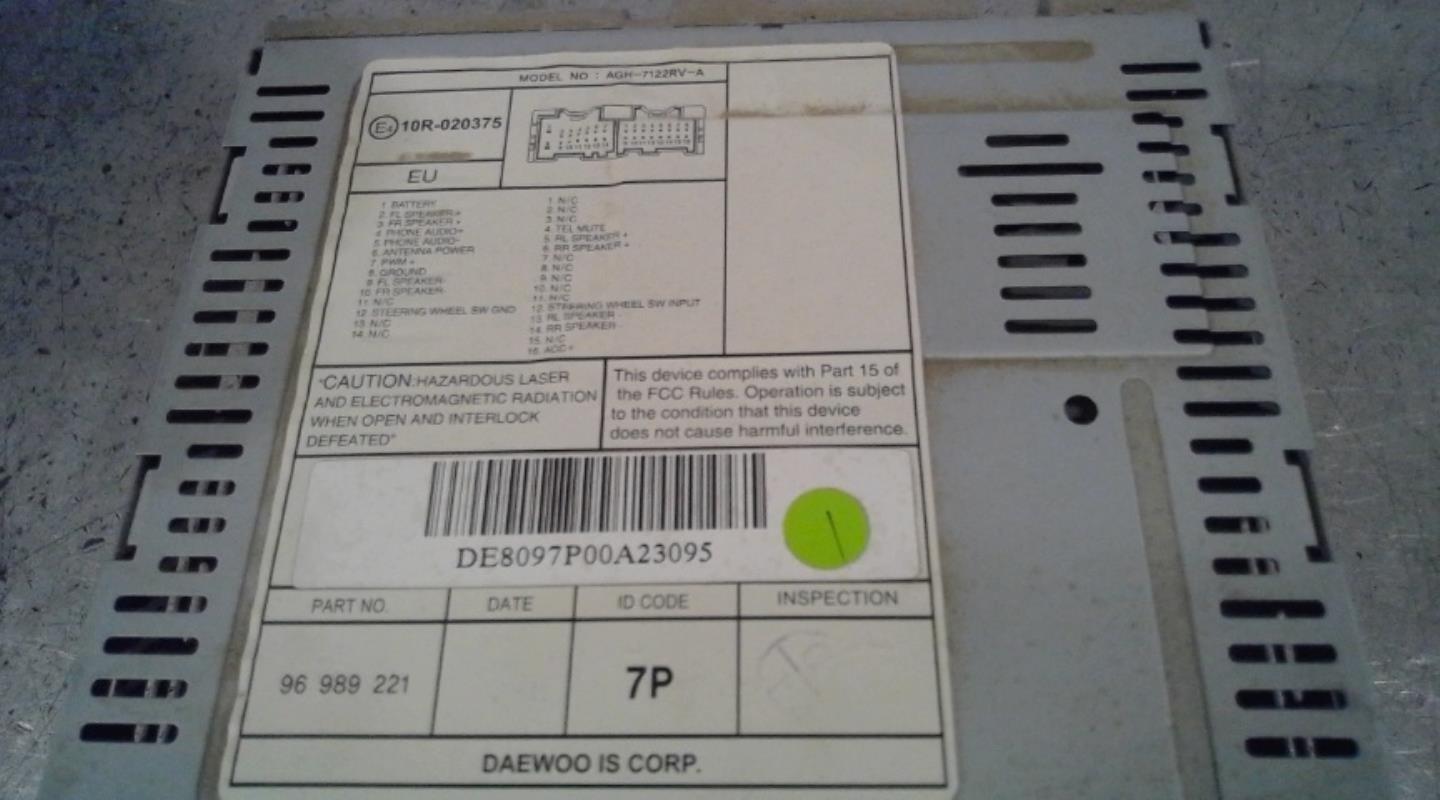 MODEL NO : AGH-7122RV-A
E4 10R-020375
EU
1. BATTERY
2. FL SPEAKER+
3. FR SPEAKER +
4. PHONE AUDIO+
5. PHONE AUDIO-
6. ANTENNA POWER
7. PWM +
8. GROUND
9. FL SPEAKER-
10. FR SPEAKER-
11. N/C
12. STEERING WHEEL SW GND
13. N/C
14. N/C
1. N/C
2. N/C
3. N/C
4. TEL MUTE
5. RL SPEAKER +
6. RR SPEAKER +
7. N/C
8. N/C
9. N/C
10. N/C
11. N/C
12. STEERING WHEEL SW INPUT
13. RL SPEAKER -
14. RR SPEAKER -
15. N/C
16. ACC+
"CAUTION:HAZARDOUS LASER
AND ELECTROMAGNETIC RADIATION
WHEN OPEN AND INTERLOCK
DEFEATED"
This device complies with Part 15 of
the FCC Rules. Operation is subject
to the condition that this device
does not cause harmful interference.
DE8097P00A23095
PART NO. DATE ID CODE INSPECTION
96 989 221 7P
DAEWOO IS CORP.